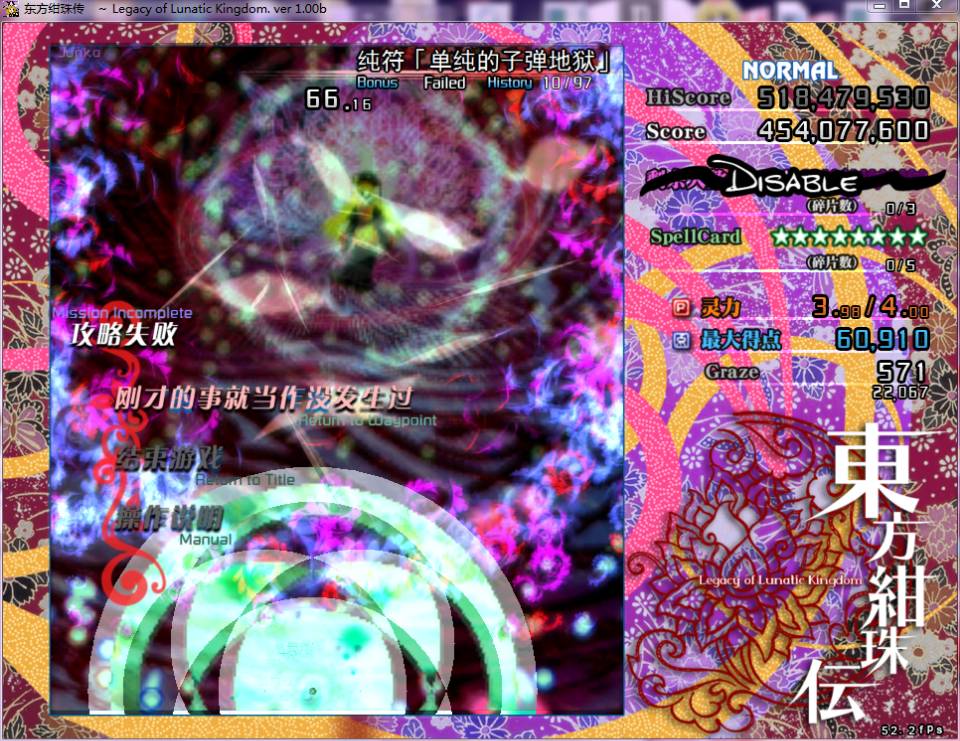 东方绀珠传 ~ Legacy of Lunatic Kingdom. ver 1.00b
Junko
纯符「单纯的子弹地狱」
Bonus Failed History 10/97
66.16
Mission Incomplete
攻略失败
刚才的事就当作没发生过
Return to Waypoint
结束游戏
Return to Title
操作说明
Manual
NORMAL
HiScore 518,479,530
Score 454,077,600
DISABLE
(碎片数) 0/3
SpellCard ★★★★★★★★
(碎片数) 0/5
灵力 3.98/4.00
最大得点 60,910
Graze 571
22,067
東方紺珠伝
Legacy of Lunatic Kingdom
52.2fps